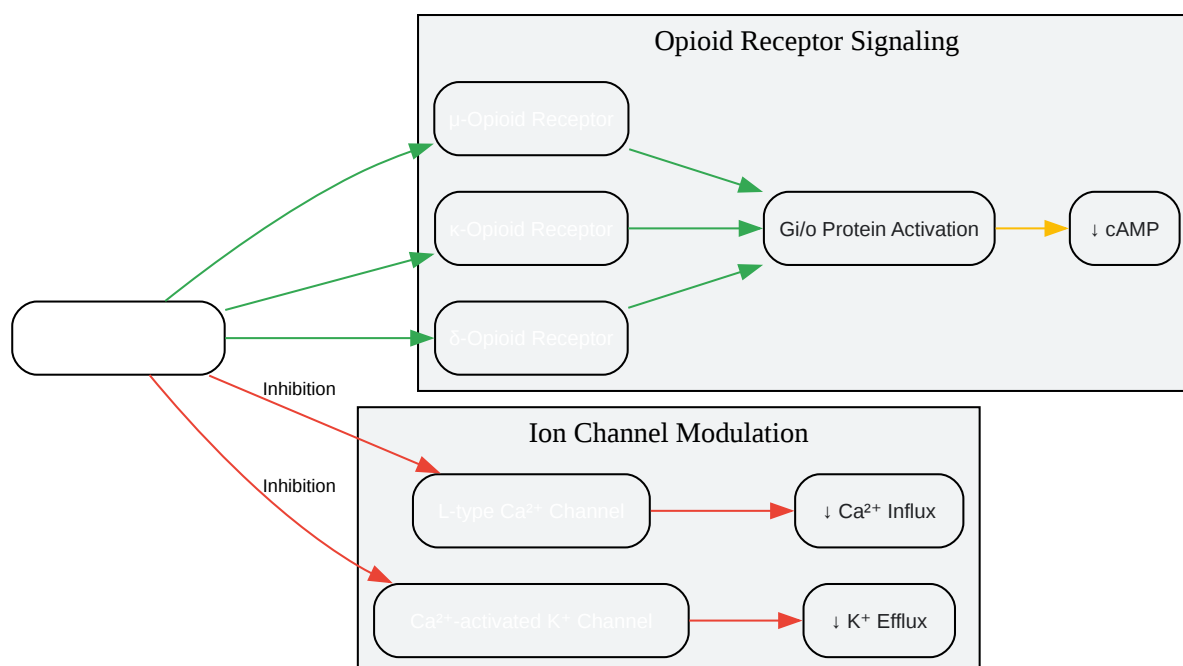 Opioid Receptor Signaling
μ-Opioid Receptor
κ-Opioid Receptor
Gi/o Protein Activation
↓ cAMP
δ-Opioid Receptor
Inhibition
Ion Channel Modulation
Inhibition
L-type Ca²⁺ Channel
↓ Ca²⁺ Influx
Ca²⁺-activated K⁺ Channel
↓ K⁺ Efflux